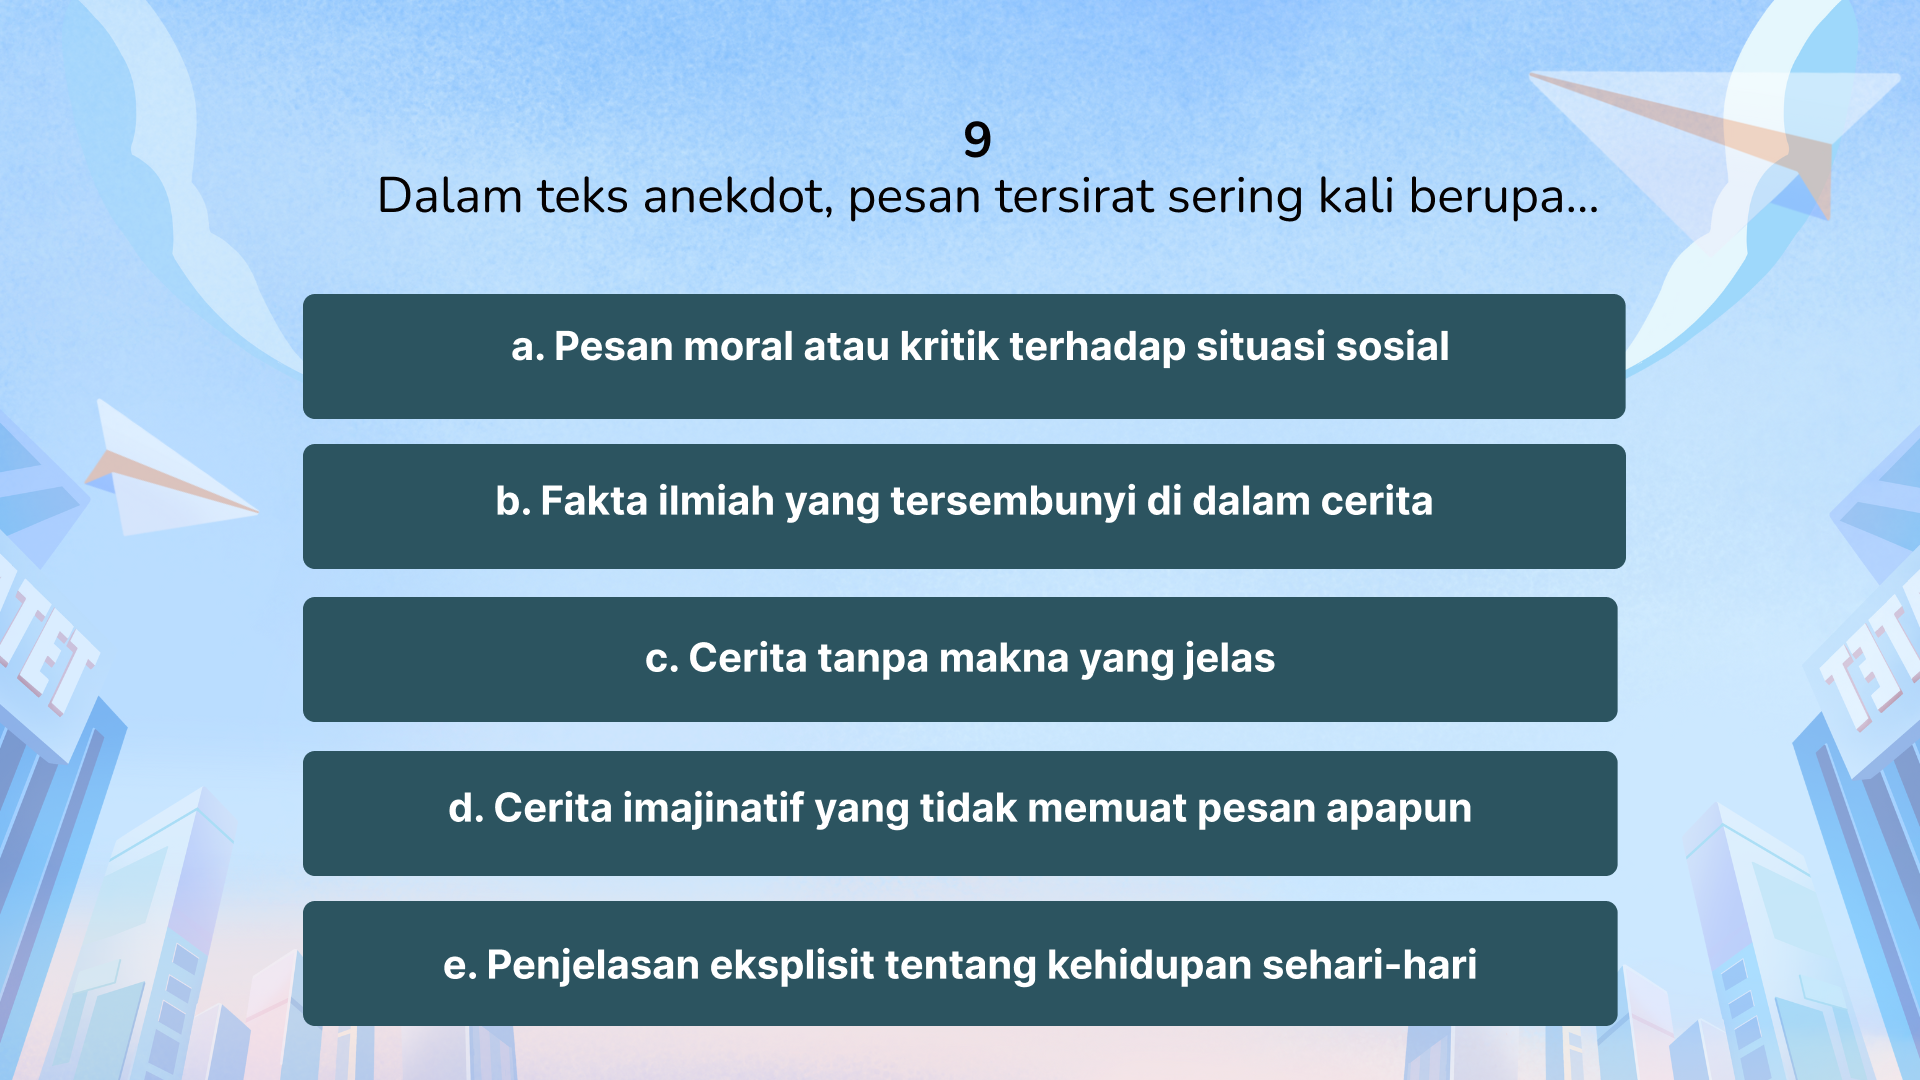 9
Dalam teks anekdot, pesan tersirat sering kali berupa...
a. Pesan moral atau kritik terhadap situasi sosial
b. Fakta ilmiah yang tersembunyi di dalam cerita
c. Cerita tanpa makna yang jelas
d. Cerita imajinatif yang tidak memuat pesan apapun
e. Penjelasan eksplisit tentang kehidupan sehari-hari